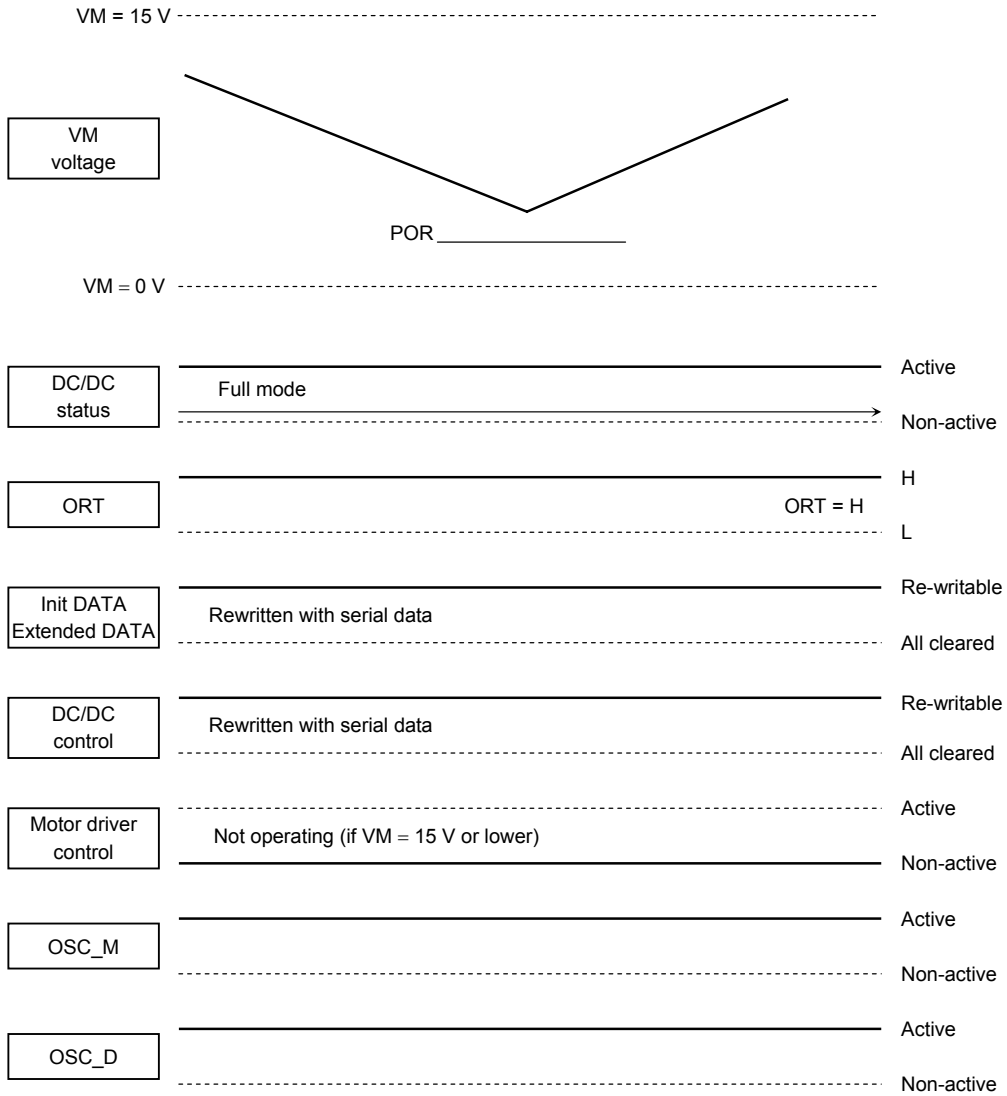 VM = 15 V
VM
voltage
POR
VM = 0 V
DC/DC
status
Full mode
Active
Non-active
ORT
H
ORT = H
L
Init DATA
Extended DATA
Rewritten with serial data
Re-writable
All cleared
DC/DC
control
Rewritten with serial data
Re-writable
All cleared
Motor driver
control
Not operating (if VM = 15 V or lower)
Active
Non-active
OSC_M
Active
Non-active
OSC_D
Active
Non-active